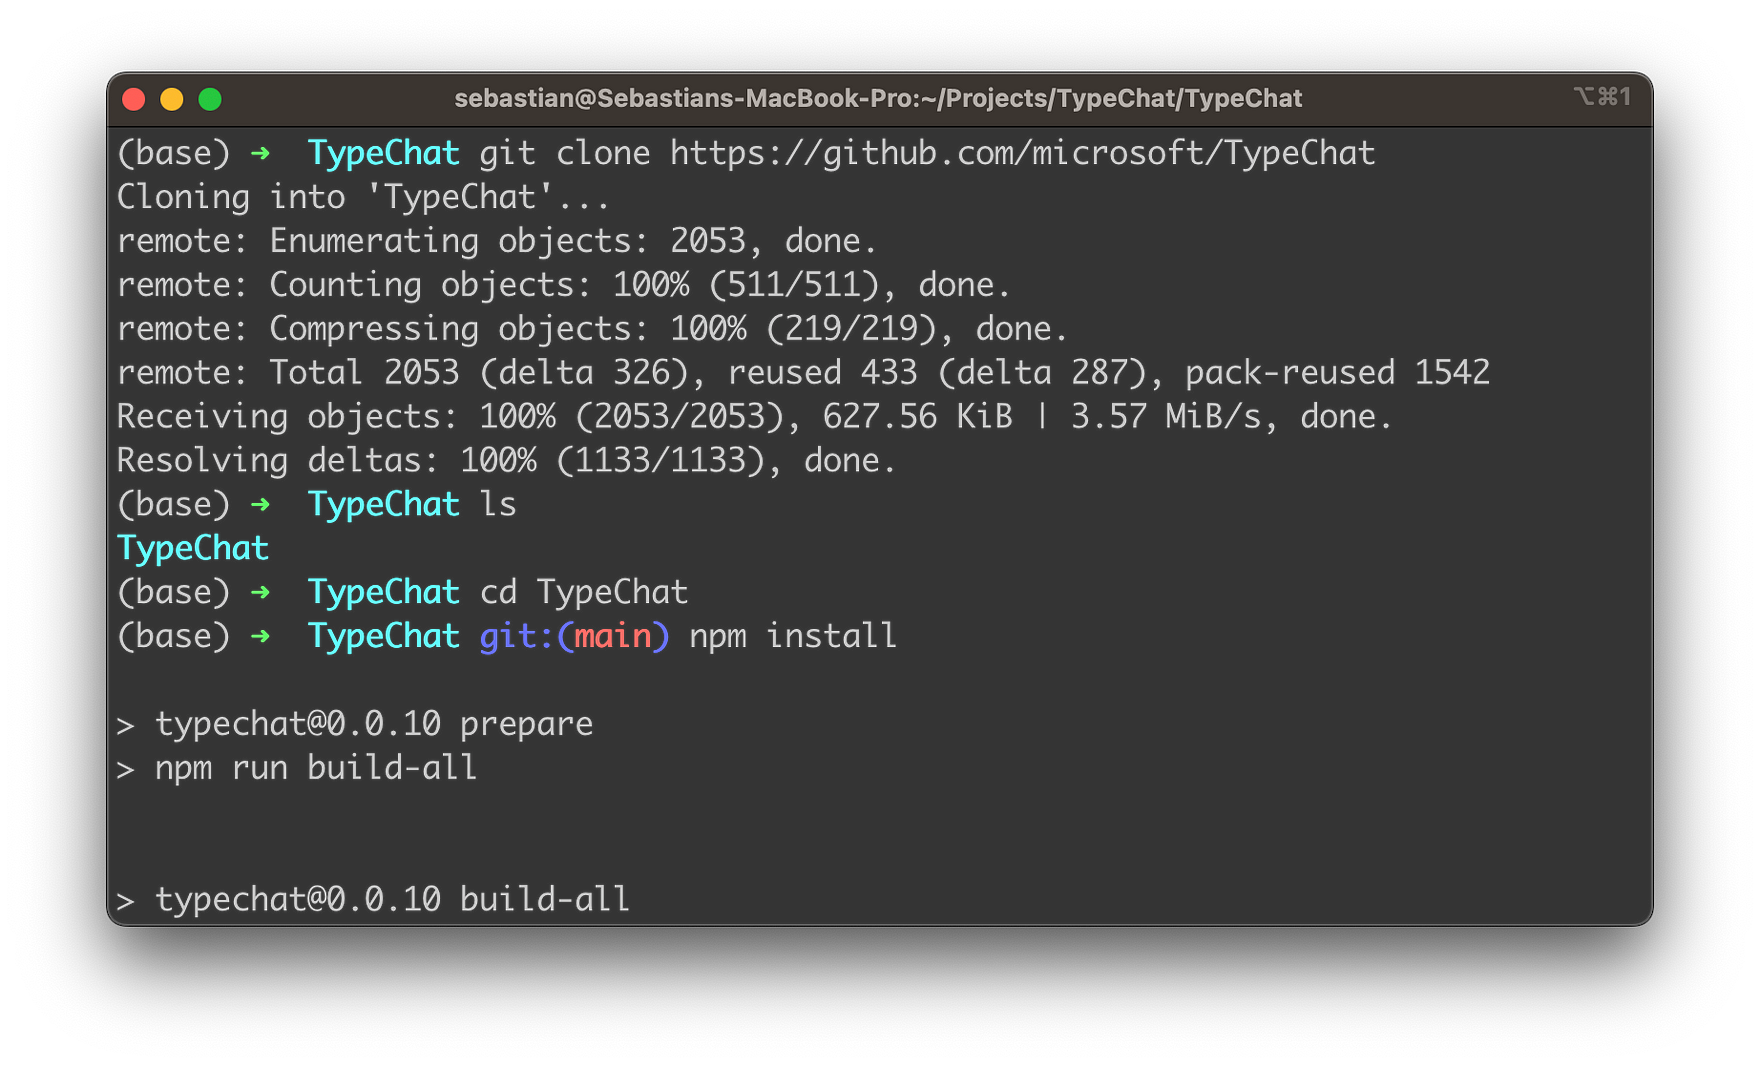 sebastian@Sebastians-MacBook-Pro:~/Projects/TypeChat/TypeChat ⌥⌘1
(base) ➜  TypeChat git clone https://github.com/microsoft/TypeChat
Cloning into 'TypeChat'...
remote: Enumerating objects: 2053, done.
remote: Counting objects: 100% (511/511), done.
remote: Compressing objects: 100% (219/219), done.
remote: Total 2053 (delta 326), reused 433 (delta 287), pack-reused 1542
Receiving objects: 100% (2053/2053), 627.56 KiB | 3.57 MiB/s, done.
Resolving deltas: 100% (1133/1133), done.
(base) ➜  TypeChat ls
TypeChat
(base) ➜  TypeChat cd TypeChat
(base) ➜  TypeChat git:(main) npm install
> typechat@0.0.10 prepare
> npm run build-all
> typechat@0.0.10 build-all